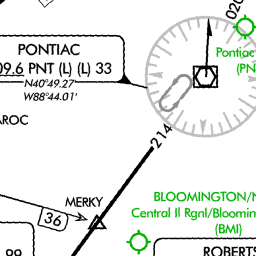 020
PONTIAC
09.6 PNT (L) (L) 33
N40°49.27'
W88°44.01'
Pontiac
(PN
AROC
214
MERKY
36
BLOOMINGTON/N
Central Il Rgnl/Bloomin
(BMI)
ROBERTS
99